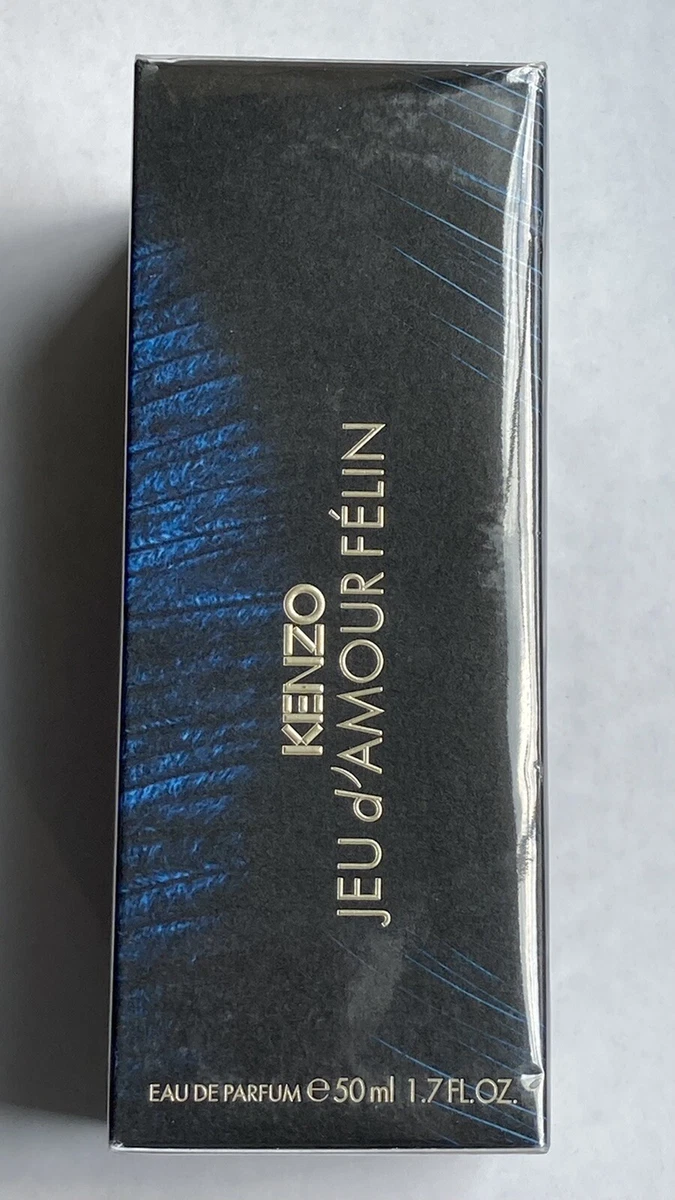 KENZO
JEU d'AMOUR FÉLIN
EAU DE PARFUM ℮ 50 ml 1.7 FL.OZ.